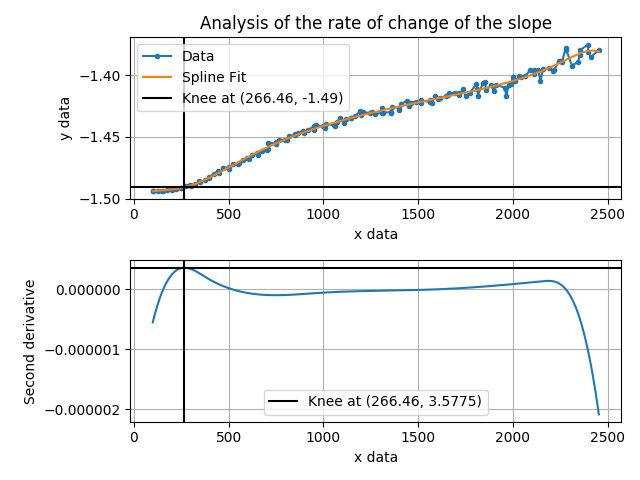 Analysis of the rate of change of the slope
Data
Spline Fit
Knee at (266.46, -1.49)
y data
−1.40
−1.45
−1.50
0
500
1000
1500
2000
2500
x data
Second derivative
0.000000
−0.000001
−0.000002
Knee at (266.46, 3.5775)
0
500
1000
1500
2000
2500
x data